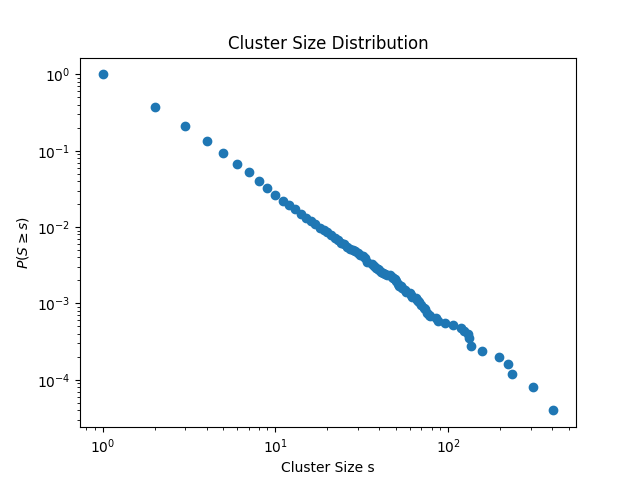 Cluster Size Distribution
P(S ≥ s)
10⁰
10⁻¹
10⁻²
10⁻³
10⁻⁴
10⁰ 10¹ 10²
Cluster Size s